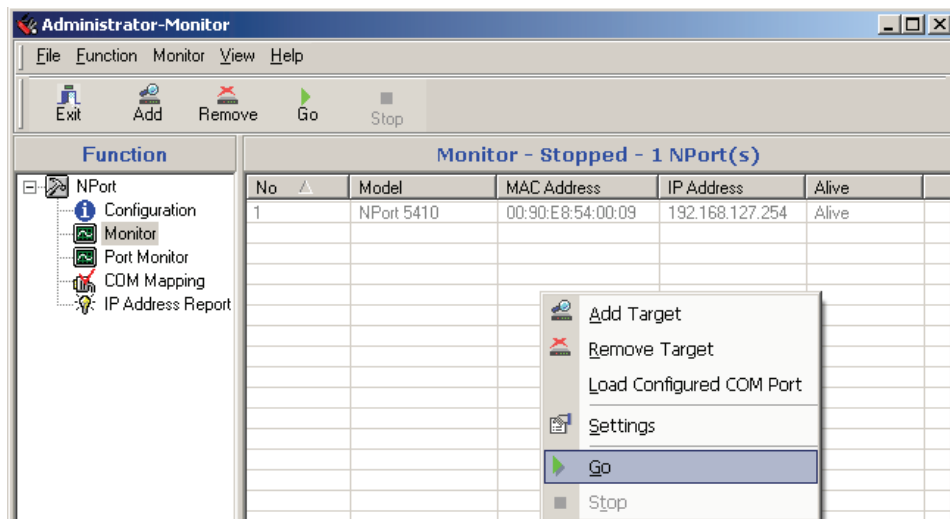 Administrator-Monitor
File Function Monitor View Help
Exit Add Remove Go Stop
Function
Monitor - Stopped - 1 NPort(s)
NPort
Configuration
Monitor
Port Monitor
COM Mapping
IP Address Report
No Model MAC Address IP Address Alive
1 NPort 5410 00:90:E8:54:00:09 192.168.127.254 Alive
Add Target
Remove Target
Load Configured COM Port
Settings
Go
Stop